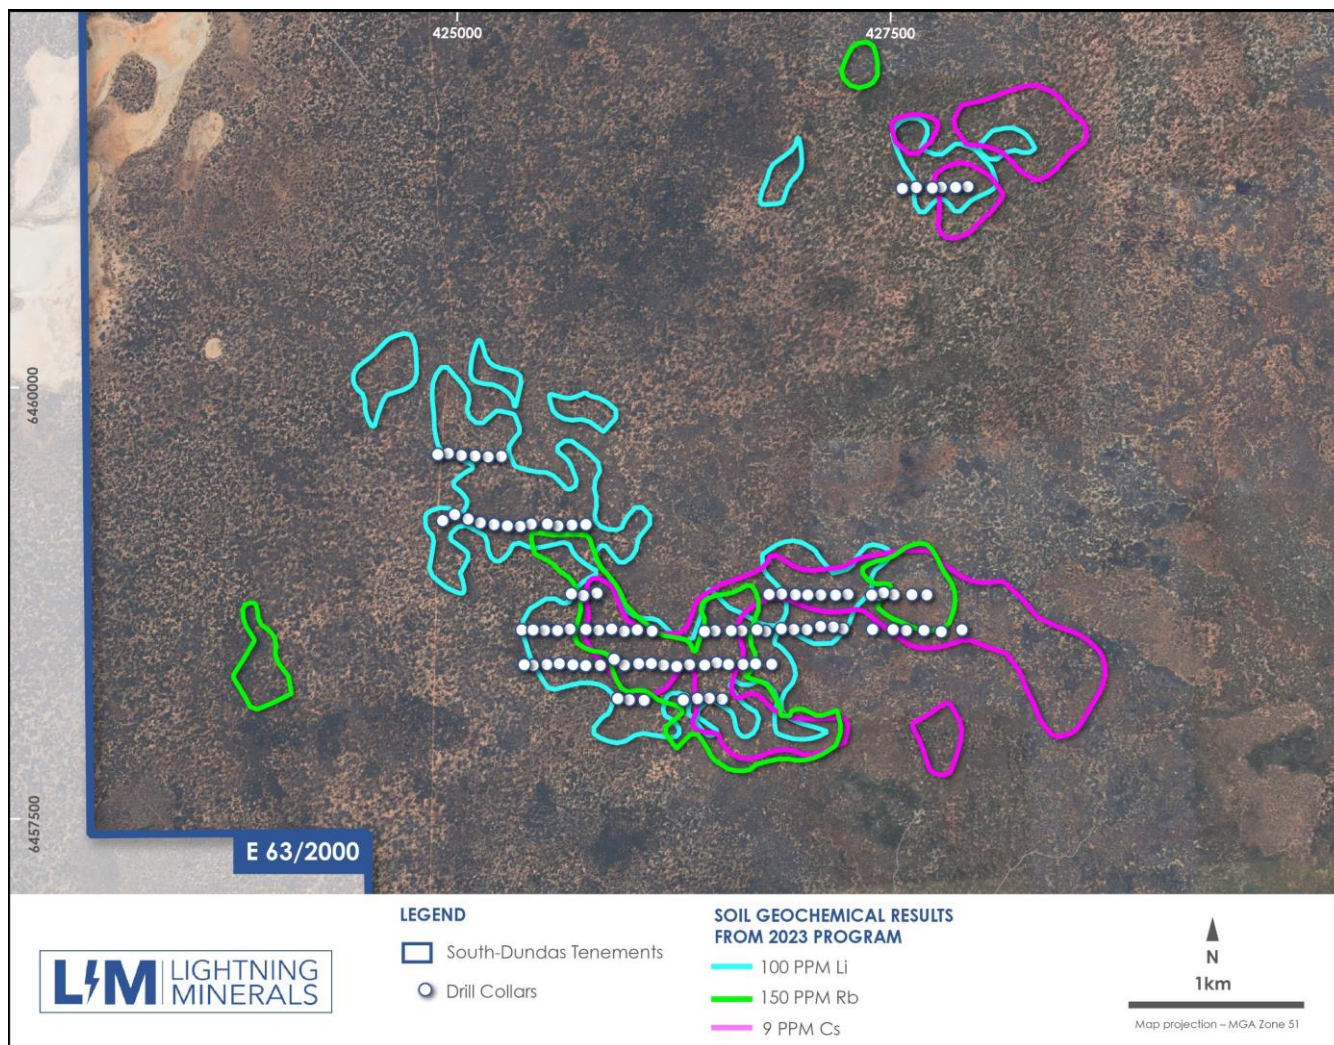 425000
427500
6460000
6457500
E 63/2000
LEGEND
South-Dundas Tenements
Drill Collars
SOIL GEOCHEMICAL RESULTS
FROM 2023 PROGRAM
100 PPM Li
150 PPM Rb
9 PPM Cs
N
1km
Map projection – MGA Zone 51
LM
LIGHTNING
MINERALS